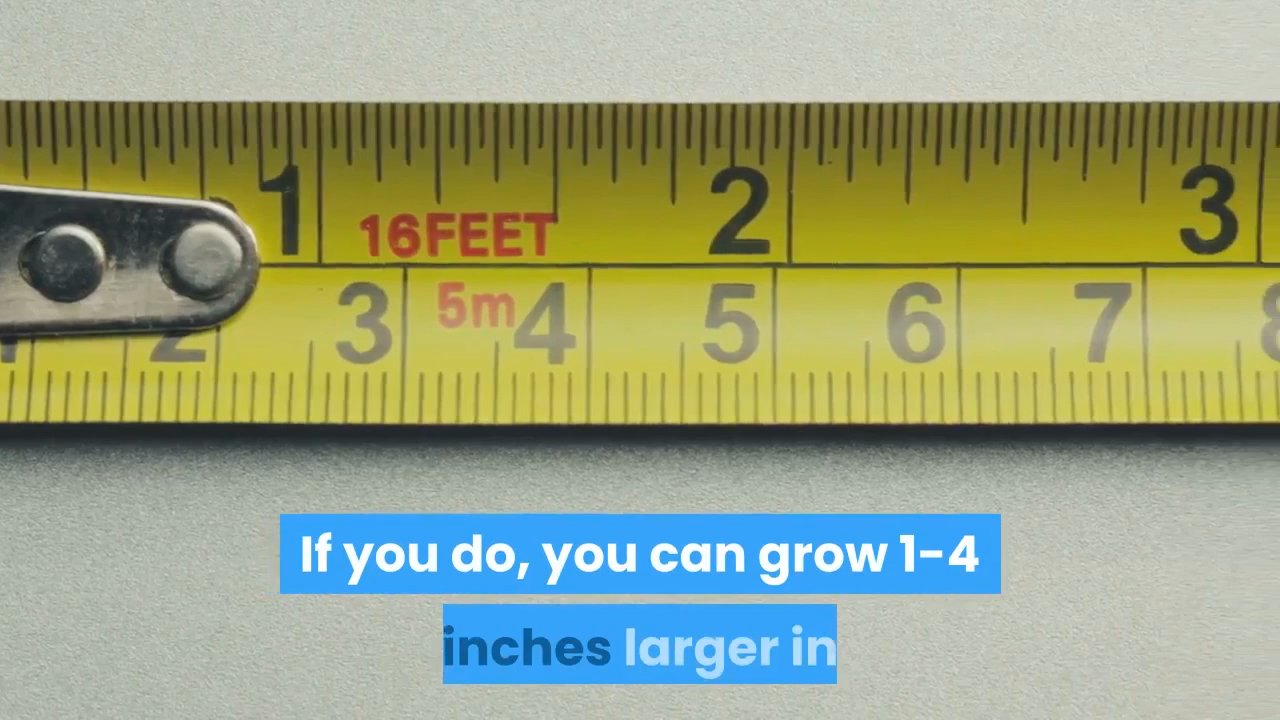 1 2 3
16FEET
5m
2 3 4 5 6 7 8
If you do, you can grow 1-4
inches larger in